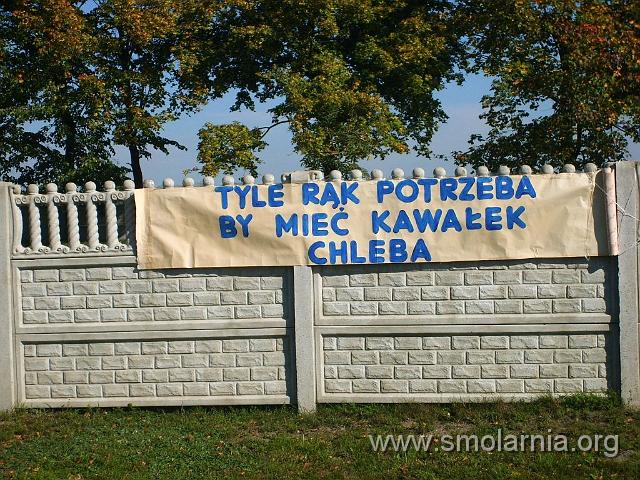 TYLE RĄK POTRZEBA
BY MIEĆ KAWAŁEK
CHLEBA
www.smolarnia.org